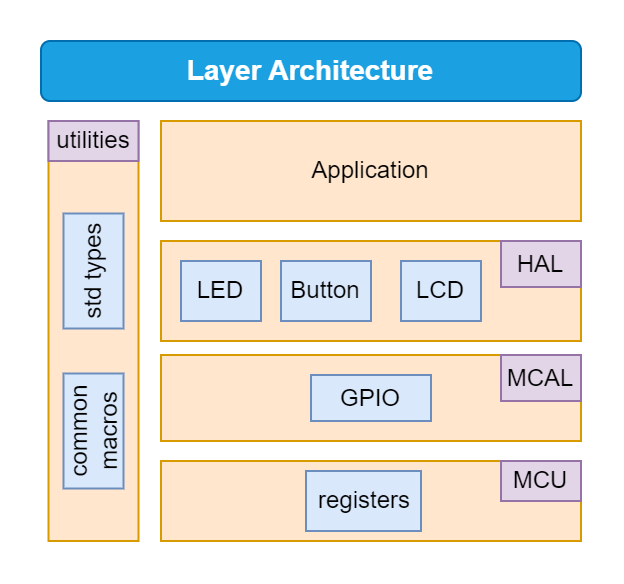 Layer Architecture
utilities
std types
common
macros
Application
HAL
LED
Button
LCD
MCAL
GPIO
MCU
registers